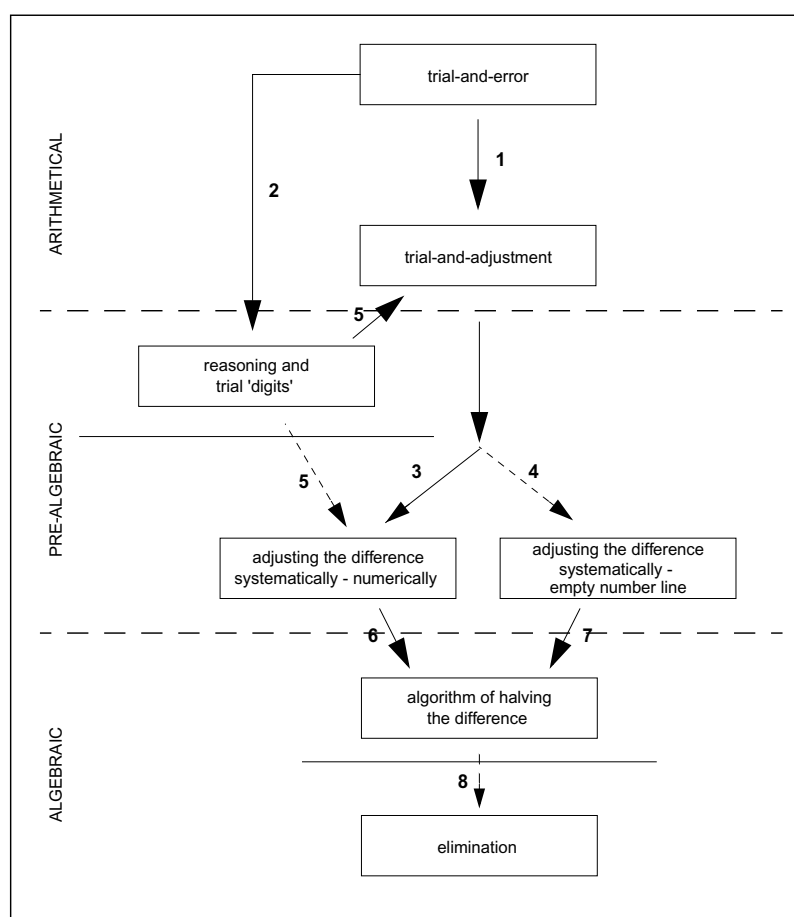 trial-and-error
ARITHMETICAL
1
2
trial-and-adjustment
5
reasoning and
trial 'digits'
PRE-ALGEBRAIC
3
4
5
adjusting the difference
systematically - numerically
adjusting the difference
systematically -
empty number line
6
7
algorithm of halving
the difference
ALGEBRAIC
8
elimination